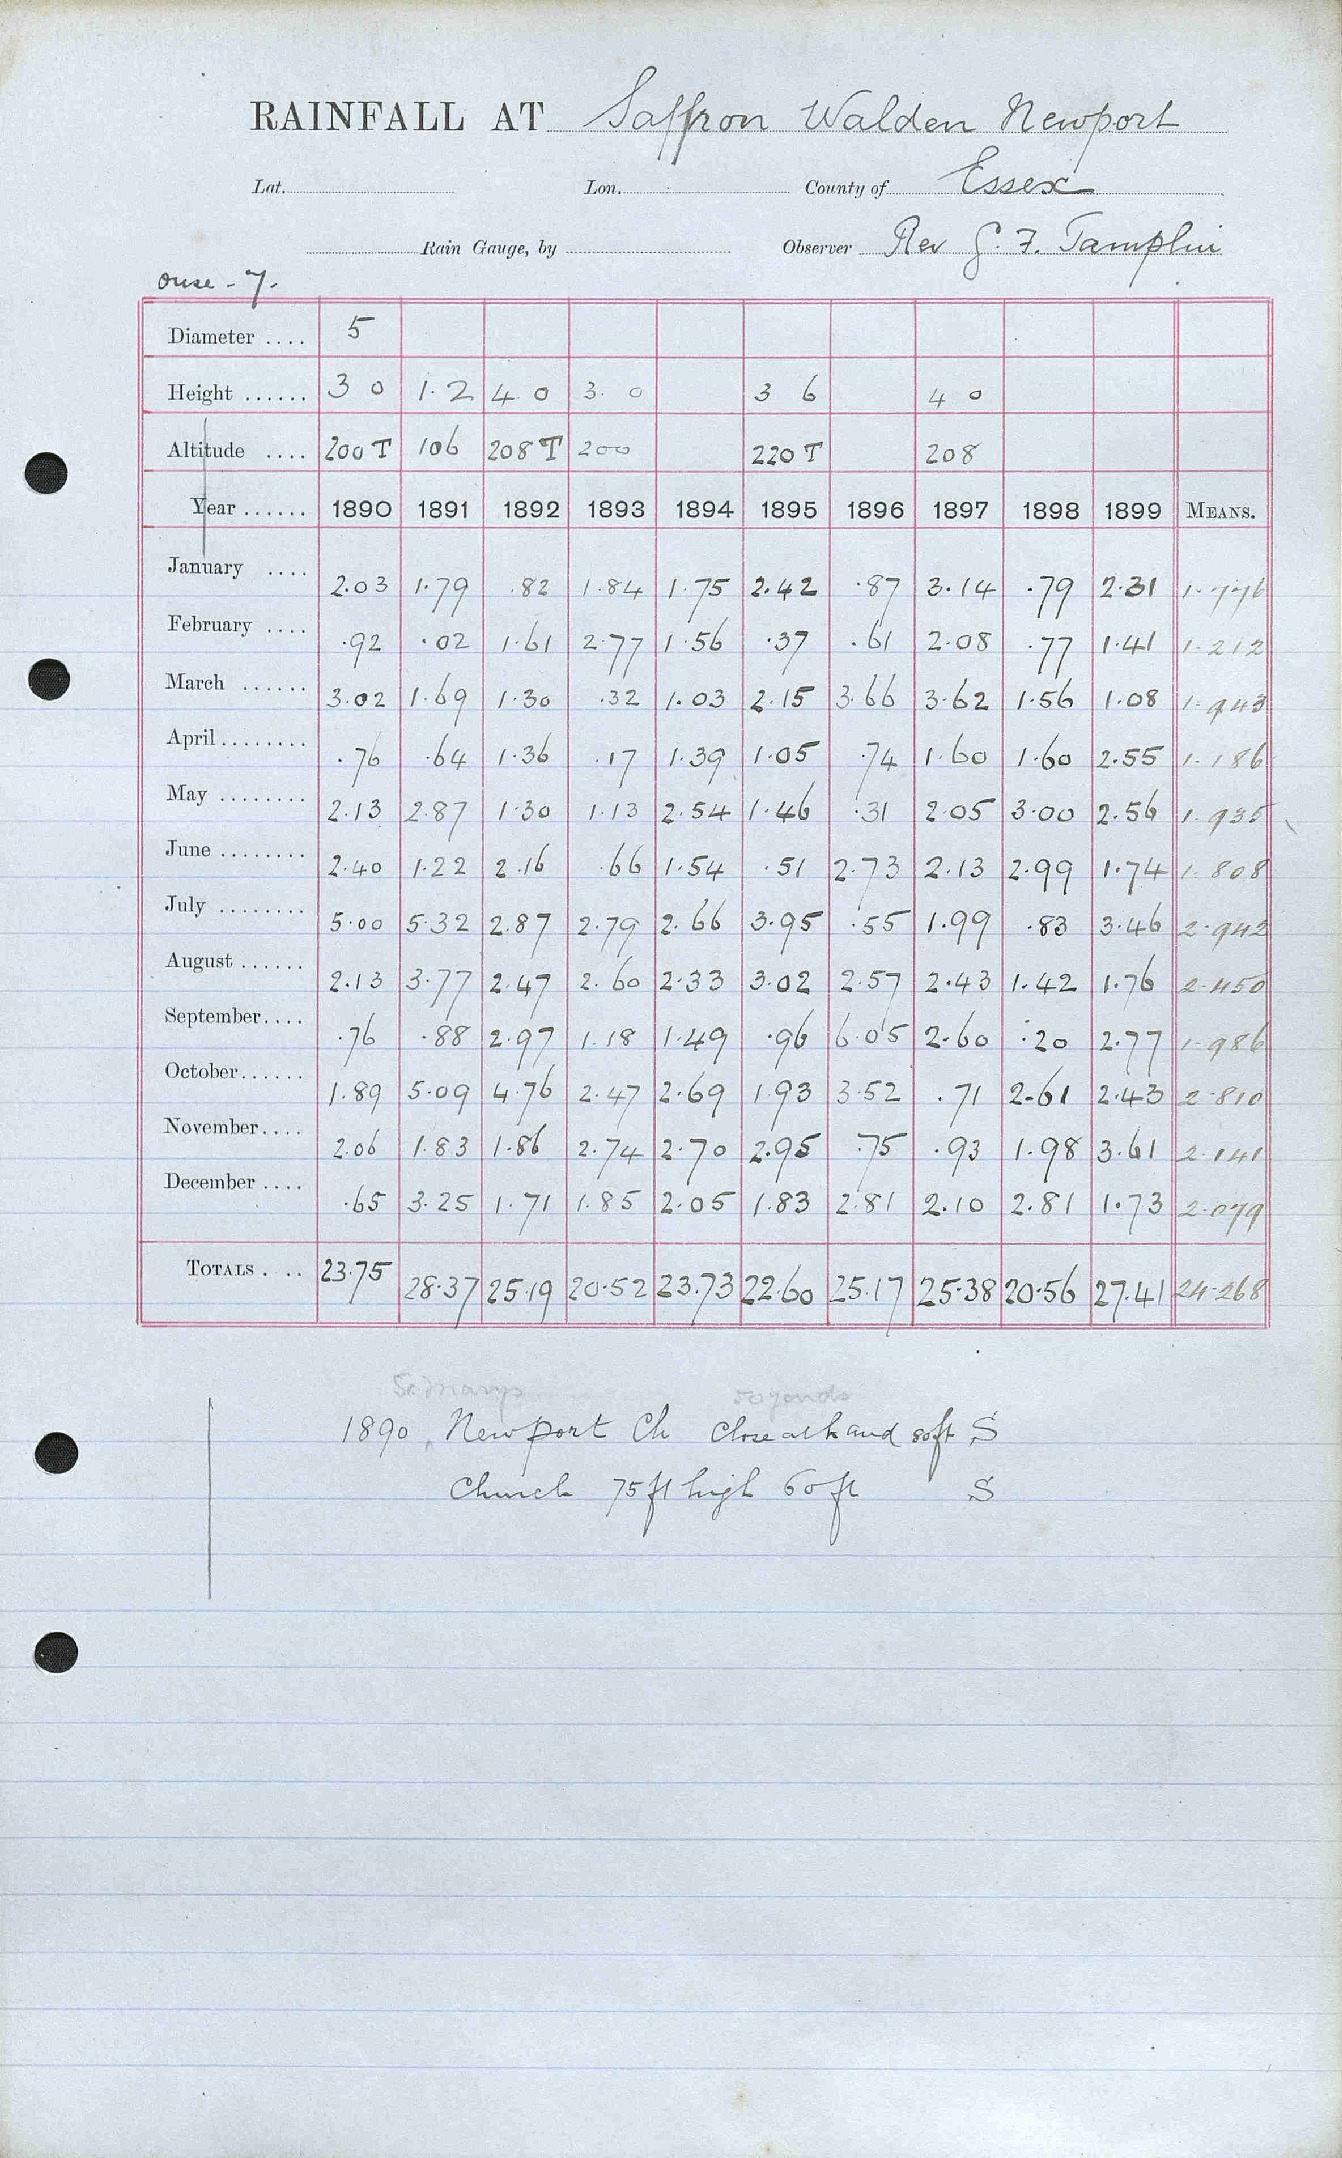 RAINFALL AT Saffron Walden Newport
Lat. Lon. County of Essex
Rain Gauge, by Observer Rev G. F. Tamplin
Ouse - 7.
Diameter .... 5
Height ...... 3 0 1.2 4 0 3. 0 3 6 4 0
Altitude .... 200 T 106 208 T 200 220 T 208
Year ...... 1890 1891 1892 1893 1894 1895 1896 1897 1898 1899 MEANS.
January .... 2.03 1.79 .82 1.84 1.75 2.42 .87 3.14 .79 2.31 1.776
February .... .92 .02 1.61 2.77 1.56 .37 .61 2.08 .77 1.41 1.212
March ...... 3.02 1.69 1.30 .32 1.03 2.15 3.66 3.62 1.56 1.08 1.943
April ........ .76 .64 1.36 .17 1.39 1.05 .74 1.60 1.60 2.55 1.186
May ........ 2.13 2.87 1.30 1.13 2.54 1.46 .31 2.05 3.00 2.56 1.935
June ........ 2.40 1.22 2.16 .66 1.54 .51 2.73 2.13 2.99 1.74 1.808
July ........ 5.00 5.32 2.87 2.79 2.66 3.95 .55 1.99 .83 3.46 2.942
August ...... 2.13 3.77 2.47 2.60 2.33 3.02 2.57 2.43 1.42 1.76 2.450
September .... .76 .88 2.97 1.18 1.49 .96 6.05 2.60 .20 2.77 1.986
October ...... 1.89 5.09 4.76 2.47 2.69 1.93 3.52 .71 2.61 2.43 2.810
November .... 2.06 1.83 1.86 2.74 2.70 2.95 .75 .93 1.98 3.61 2.141
December .... .65 3.25 1.71 1.85 2.05 1.83 2.81 2.10 2.81 1.73 2.079
TOTALS .... 23.75 28.37 25.19 20.52 23.73 22.60 25.17 25.38 20.56 27.41 24.268
St Marys
1890 Newport Ch Close at hand 80ft S
Church 75ft high 60 ft S